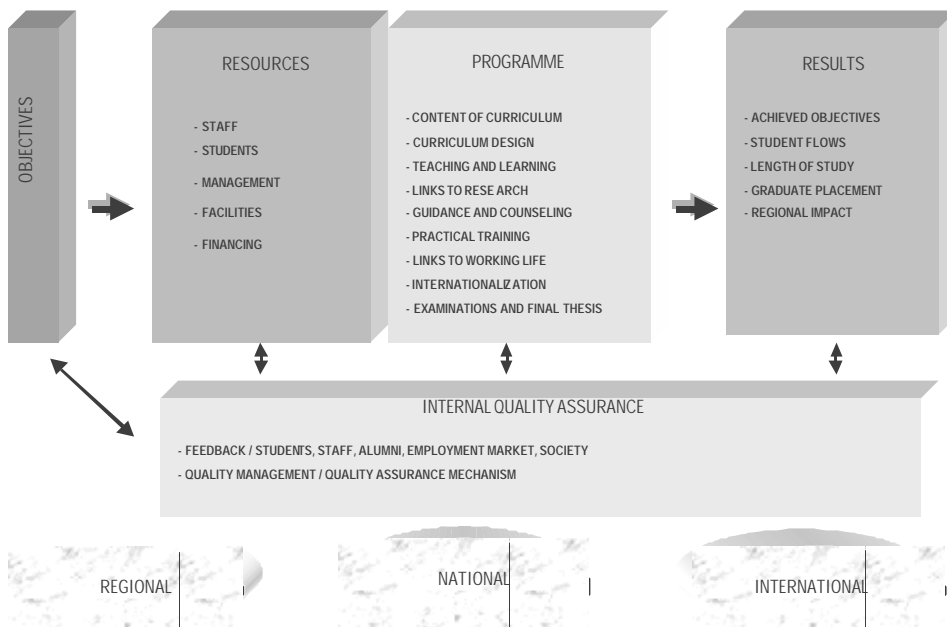 OBJECTIVES
RESOURCES
- STAFF
- STUDENTS
- MANAGEMENT
- FACILITIES
- FINANCING
PROGRAMME
- CONTENT OF CURRICULUM
- CURRICULUM DESIGN
- TEACHING AND LEARNING
- LINKS TO RESE ARCH
- GUIDANCE AND COUNSELING
- PRACTICAL TRAINING
- LINKS TO WORKING LIFE
- INTERNATIONALIZATION
- EXAMINATIONS AND FINAL THESIS
RESULTS
- ACHIEVED OBJECTIVES
- STUDENT FLOWS
- LENGTH OF STUDY
- GRADUATE PLACEMENT
- REGIONAL IMPACT
INTERNAL QUALITY ASSURANCE
- FEEDBACK / STUDENTS, STAFF, ALUMNI, EMPLOYMENT MARKET, SOCIETY
- QUALITY MANAGEMENT / QUALITY ASSURANCE MECHANISM
REGIONAL
NATIONAL
INTERNATIONAL